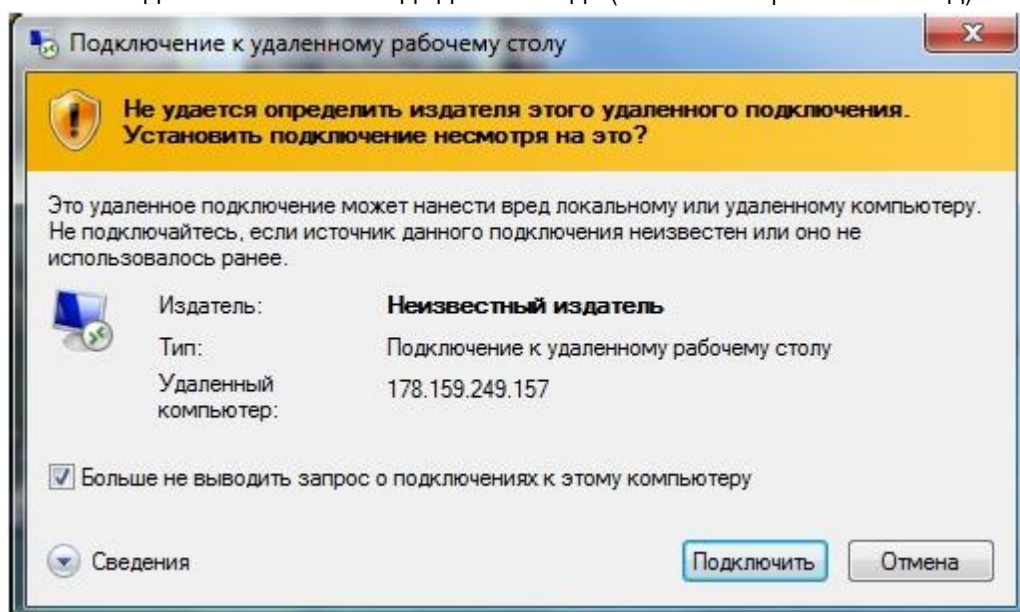 Подключение к удаленному рабочему столу
Не удается определить издателя этого удаленного подключения.
Установить подключение несмотря на это?
Это удаленное подключение может нанести вред локальному или удаленному компьютеру.
Не подключайтесь, если источник данного подключения неизвестен или оно не
использовалось ранее.
Издатель: Неизвестный издатель
Тип: Подключение к удаленному рабочему столу
Удаленный
компьютер: 178.159.249.157
Больше не выводить запрос о подключениях к этому компьютеру
Сведения Подключить Отмена